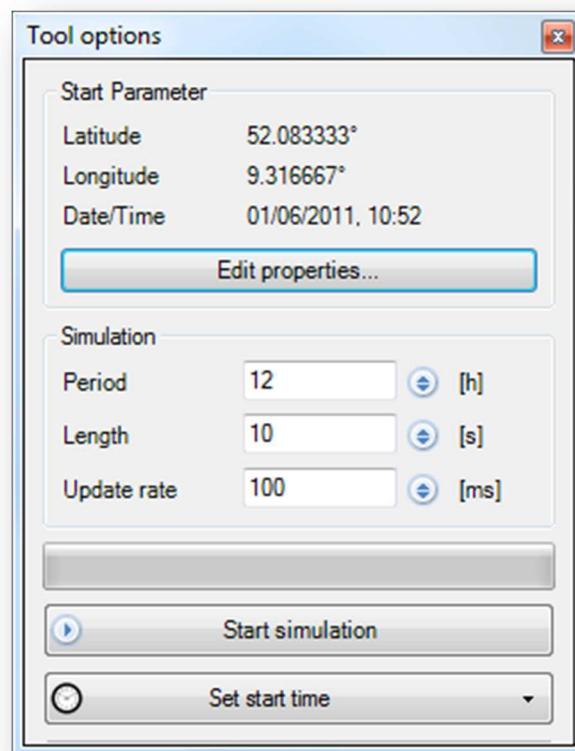 Tool options
Start Parameter
Latitude 52.083333°
Longitude 9.316667°
Date/Time 01/06/2011, 10:52
Edit properties...
Simulation
Period 12 [h]
Length 10 [s]
Update rate 100 [ms]
Start simulation
Set start time